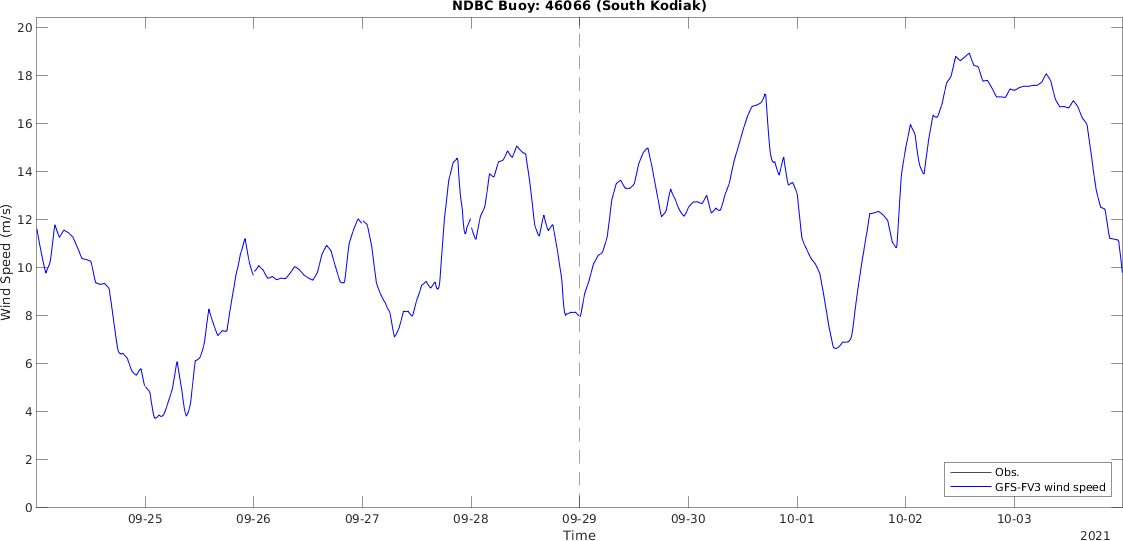 NDBC Buoy: 46066 (South Kodiak)
20
18
16
14
12
10
8
6
4
2
0
Wind Speed (m/s)
Obs.
GFS-FV3 wind speed
09-25 09-26 09-27 09-28 09-29 09-30 10-01 10-02 10-03
Time
2021